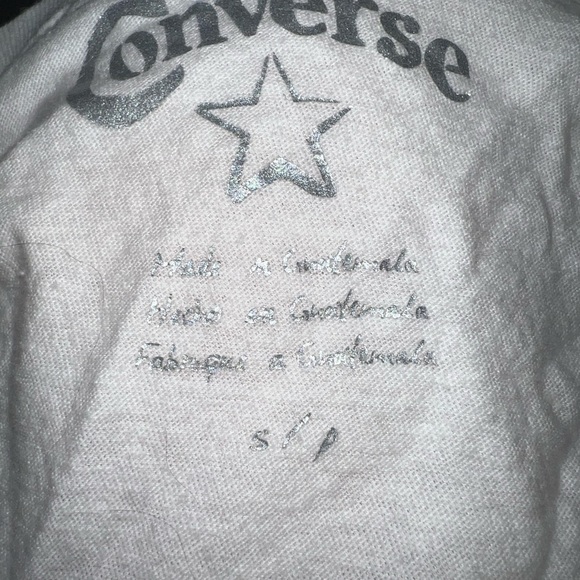 Converse
Made in Guatemala
Hecho en Guatemala
Fabriqué a Guatemala
s/p